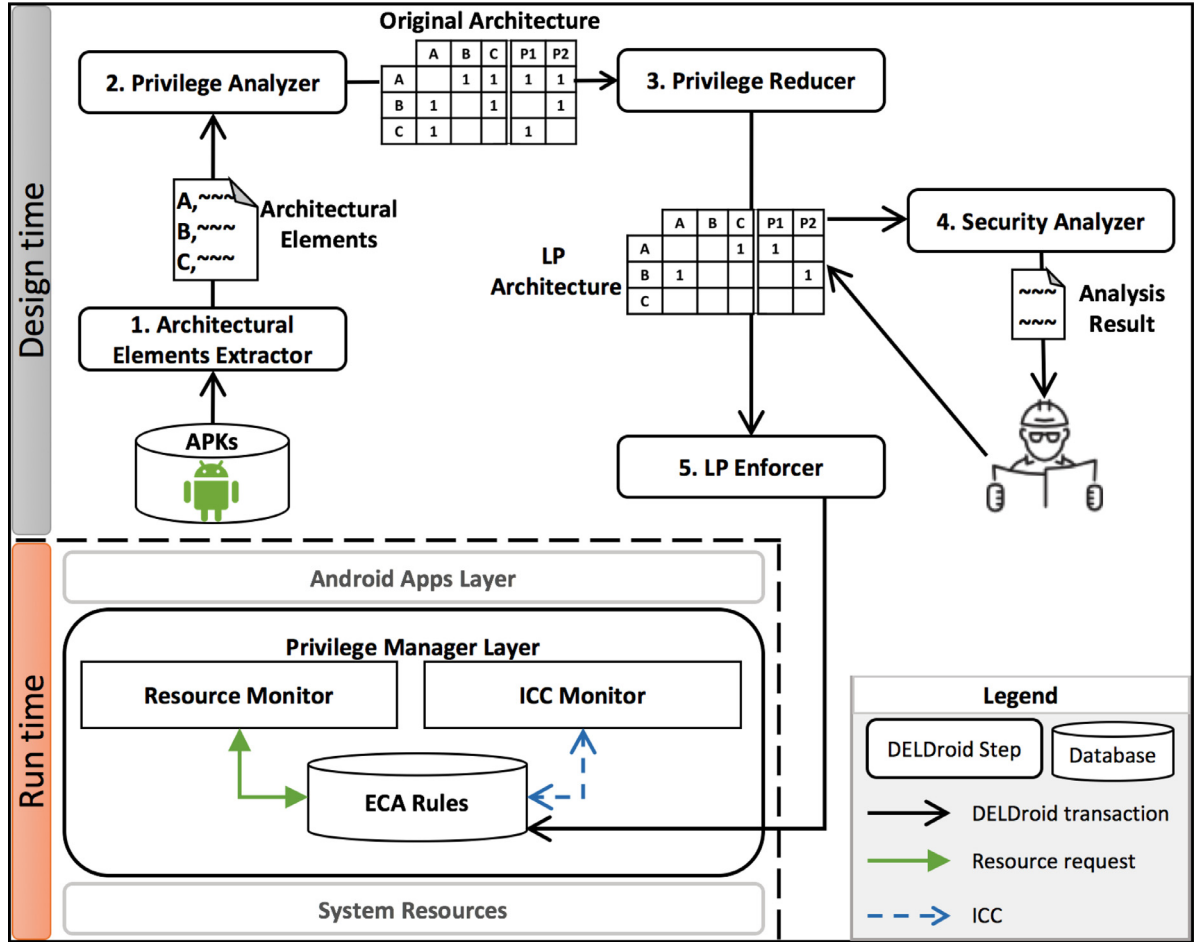 Design time
Original Architecture
A B C P1 P2
A 1 1 1 1
B 1 1 1
C 1 1
2. Privilege Analyzer
3. Privilege Reducer
A,~~~
B,~~~
C,~~~
Architectural
Elements
1. Architectural
Elements Extractor
APKs
LP
Architecture
A B C P1 P2
A 1 1
B 1 1
C
4. Security Analyzer
~~~
~~~
Analysis
Result
5. LP Enforcer
Run time
Android Apps Layer
Privilege Manager Layer
Resource Monitor
ICC Monitor
ECA Rules
System Resources
Legend
DELDroid Step
Database
DELDroid transaction
Resource request
ICC